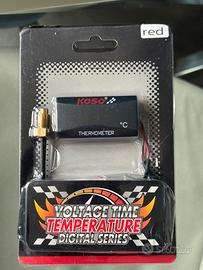 red
KOSO
°C
THERMOMETER
VOLTAGE TIME
TEMPERATURE
DIGITAL SERIES